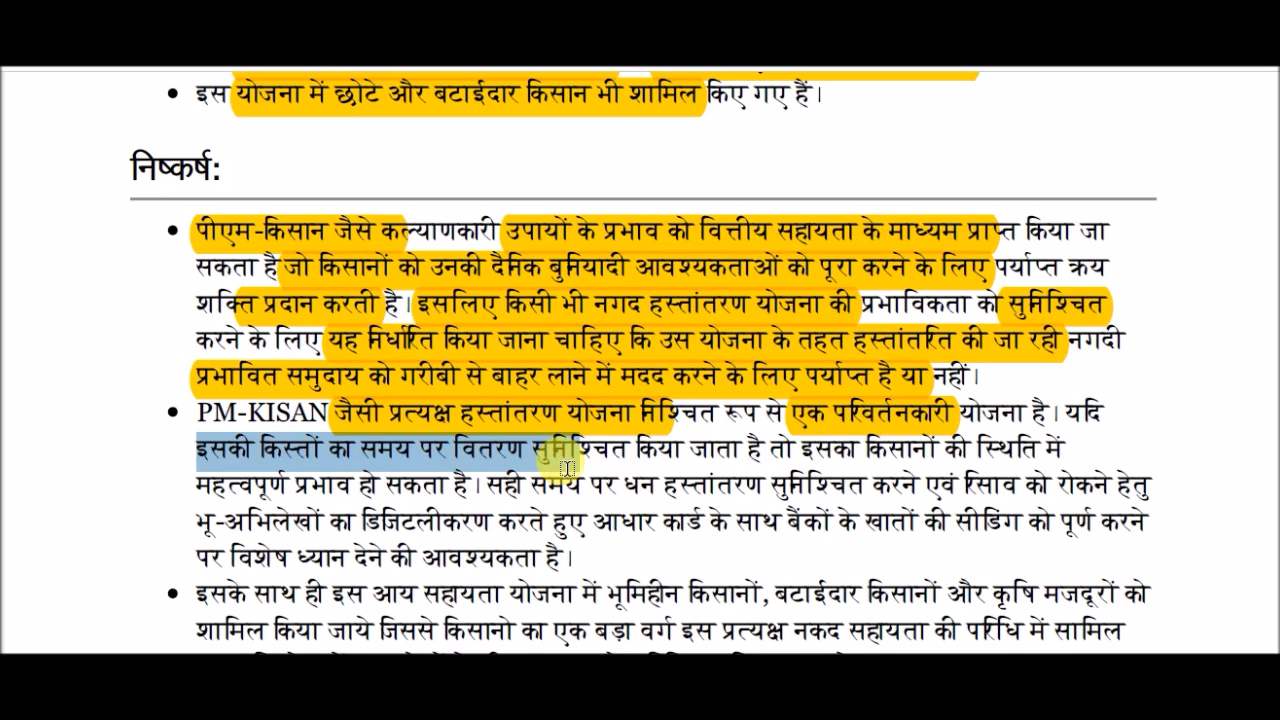 इस योजना में छोटे और बटाईदार किसान भी शामिल किए गए हैं।
निष्कर्ष:
पीएम-किसान जैसे कल्याणकारी उपायों के प्रभाव को वित्तीय सहायता के माध्यम प्राप्त किया जा
सकता है जो किसानों को उनकी दैनिक बुनियादी आवश्यकताओं को पूरा करने के लिए पर्याप्त क्रय
शक्ति प्रदान करती है। इसलिए किसी भी नगद हस्तांतरण योजना की प्रभाविकता को सुनिश्चित
करने के लिए यह निर्धारित किया जाना चाहिए कि उस योजना के तहत हस्तांतरित की जा रही नगदी
प्रभावित समुदाय को गरीबी से बाहर लाने में मदद करने के लिए पर्याप्त है या नहीं।
PM-KISAN जैसी प्रत्यक्ष हस्तांतरण योजना निश्चित रूप से एक परिवर्तनकारी योजना है। यदि
इसकी किस्तों का समय पर वितरण सुनिश्चित किया जाता है तो इसका किसानों की स्थिति में
महत्वपूर्ण प्रभाव हो सकता है। सही समय पर धन हस्तांतरण सुनिश्चित करने एवं रिसाव को रोकने हेतु
भू-अभिलेखों का डिजिटलीकरण करते हुए आधार कार्ड के साथ बैंकों के खातों की सीडिंग को पूर्ण करने
पर विशेष ध्यान देने की आवश्यकता है।
इसके साथ ही इस आय सहायता योजना में भूमिहीन किसानों, बटाईदार किसानों और कृषि मजदूरों को
शामिल किया जाये जिससे किसानो का एक बड़ा वर्ग इस प्रत्यक्ष नकद सहायता की परिधि में सामिल